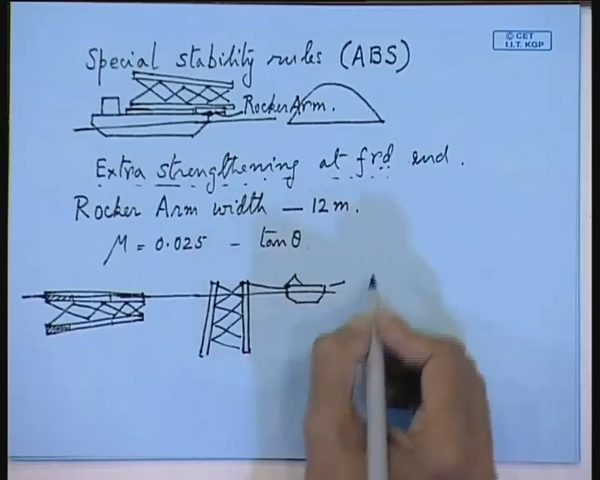 © CET
I.I.T. KGP
Special stability rules (ABS)
Rocker Arm.
Extra strengthening at frd end.
Rocker Arm width — 12 m.
μ = 0.025 – tan θ